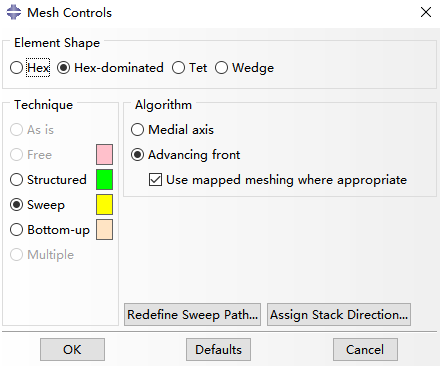 Mesh Controls
Element Shape
Hex Hex-dominated Tet Wedge
Technique
As is
Free
Structured
Sweep
Bottom-up
Multiple
Algorithm
Medial axis
Advancing front
Use mapped meshing where appropriate
Redefine Sweep Path... Assign Stack Direction...
OK Defaults Cancel